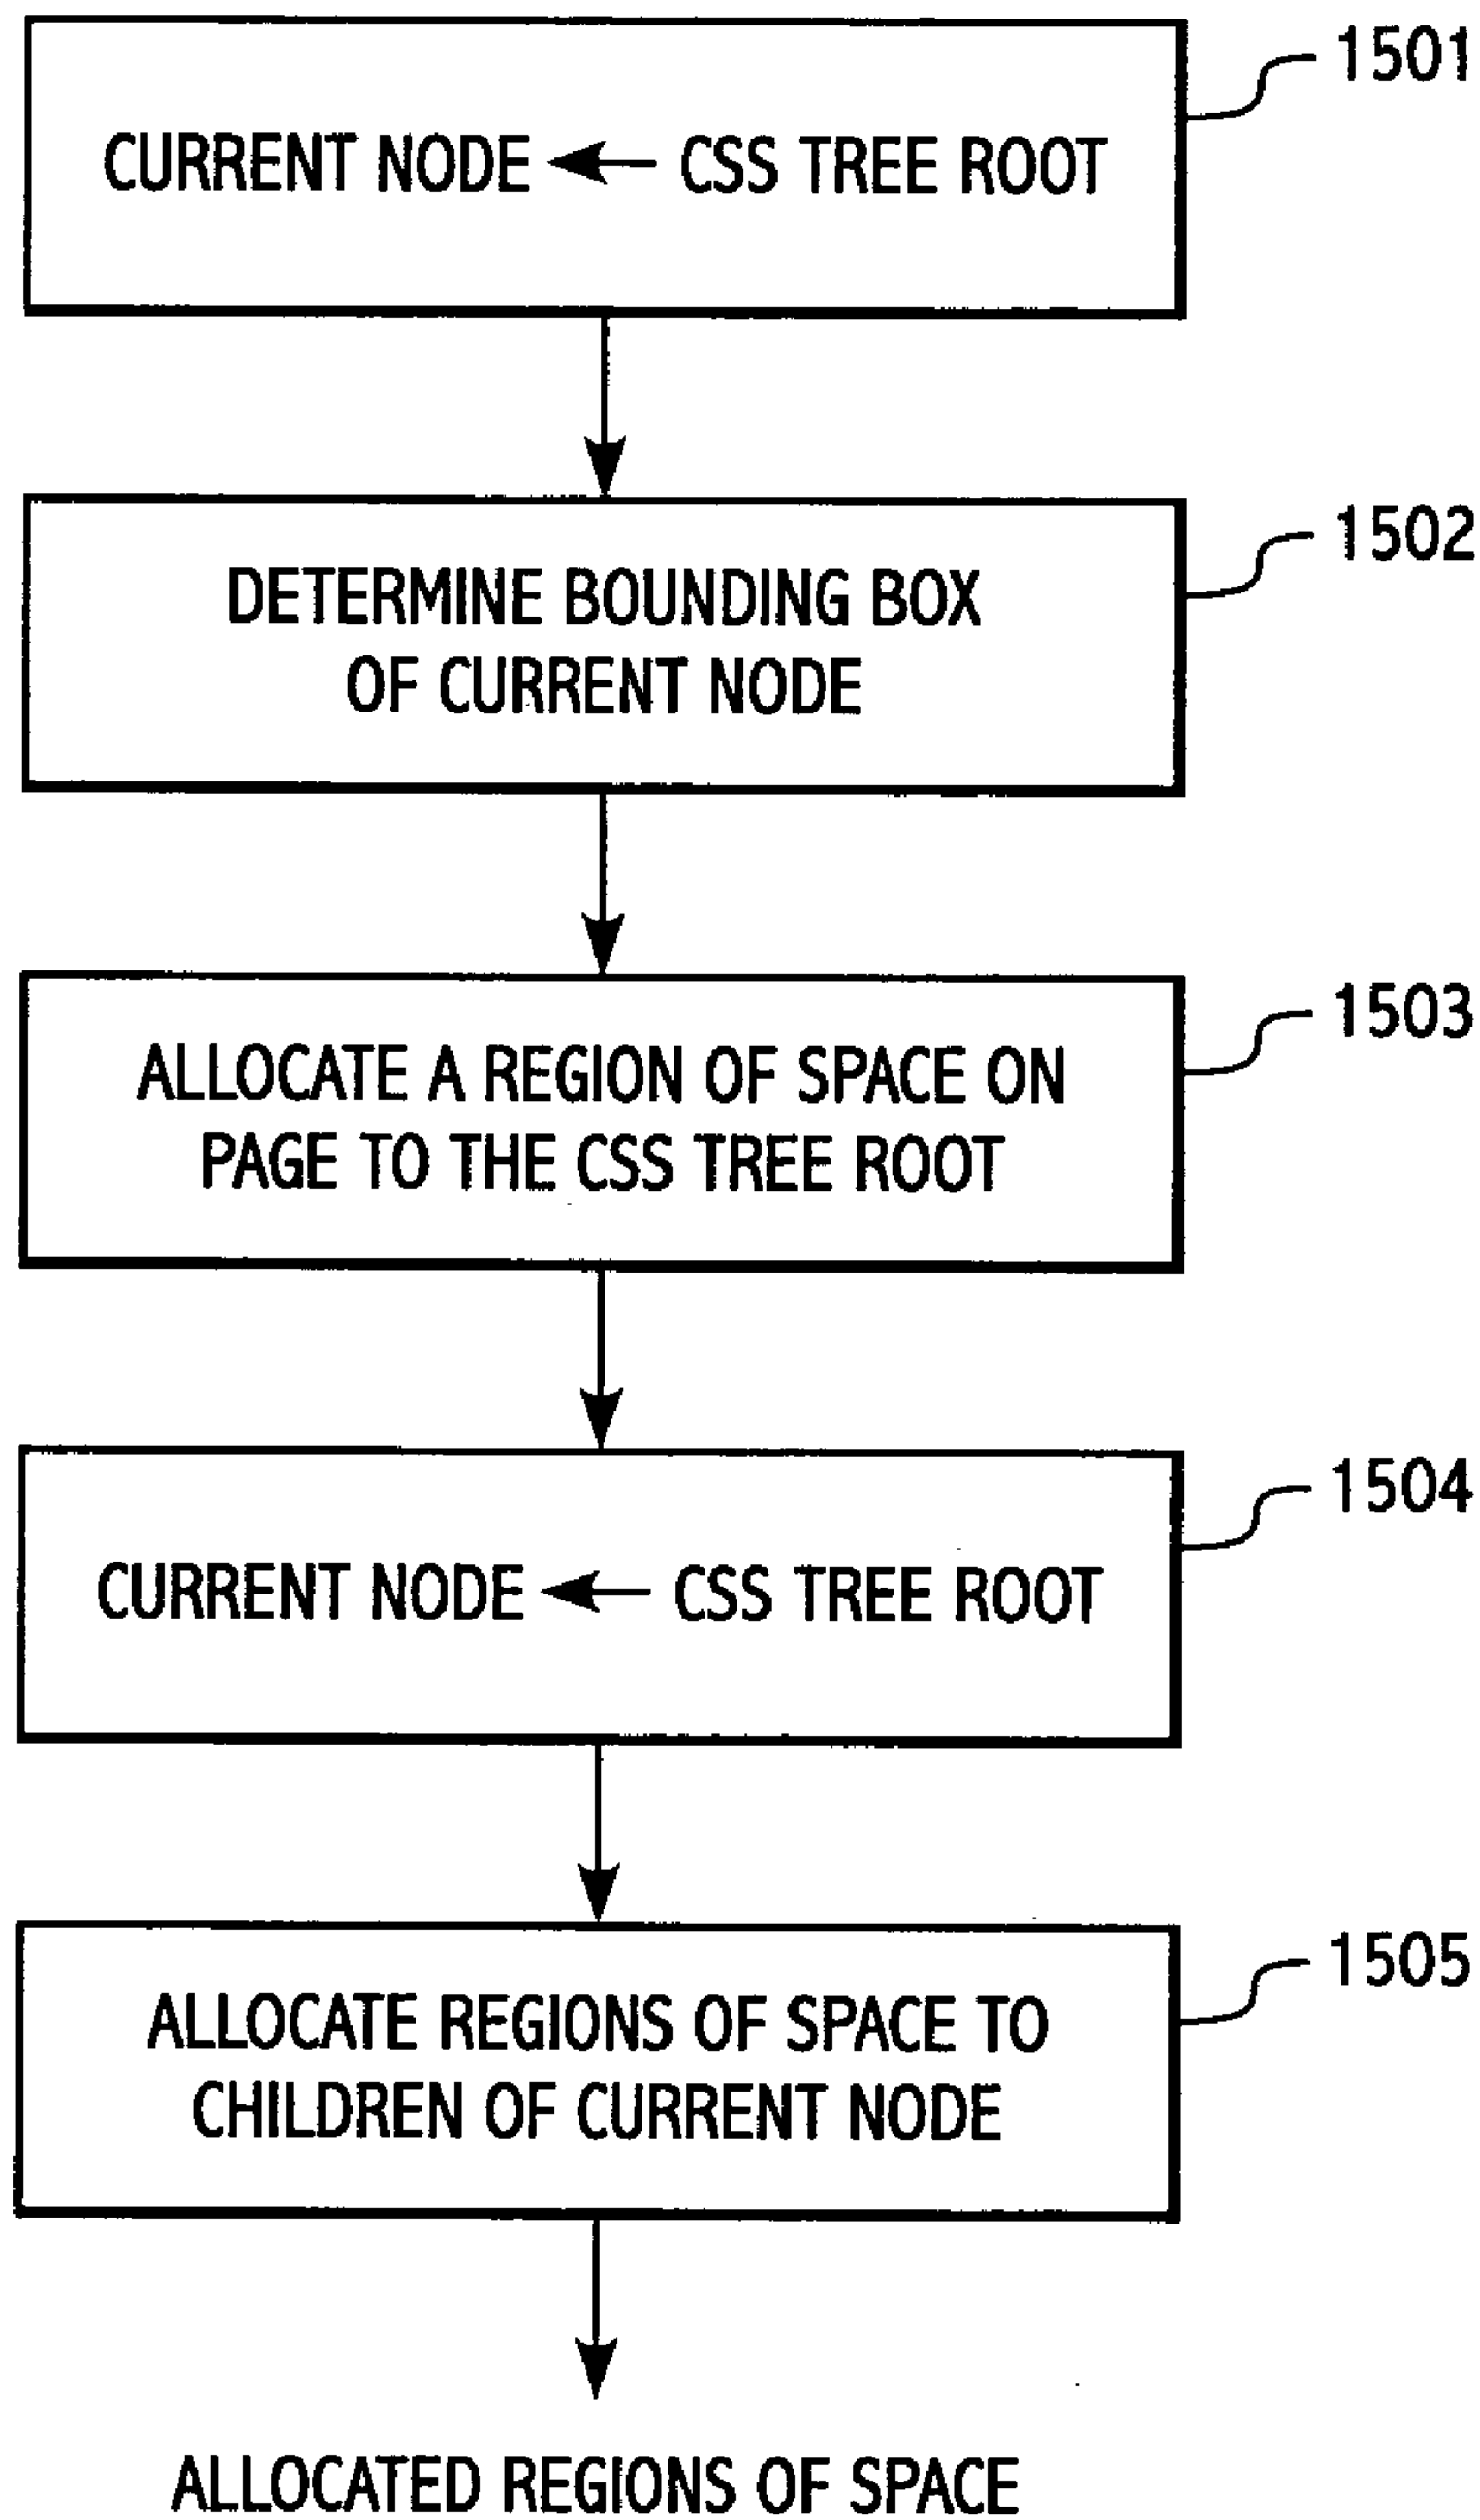 1501
CURRENT NODE ← CSS TREE ROOT
1502
DETERMINE BOUNDING BOX
OF CURRENT NODE
1503
ALLOCATE A REGION OF SPACE ON
PAGE TO THE CSS TREE ROOT
1504
CURRENT NODE ← CSS TREE ROOT
1505
ALLOCATE REGIONS OF SPACE TO
CHILDREN OF CURRENT NODE
ALLOCATED REGIONS OF SPACE